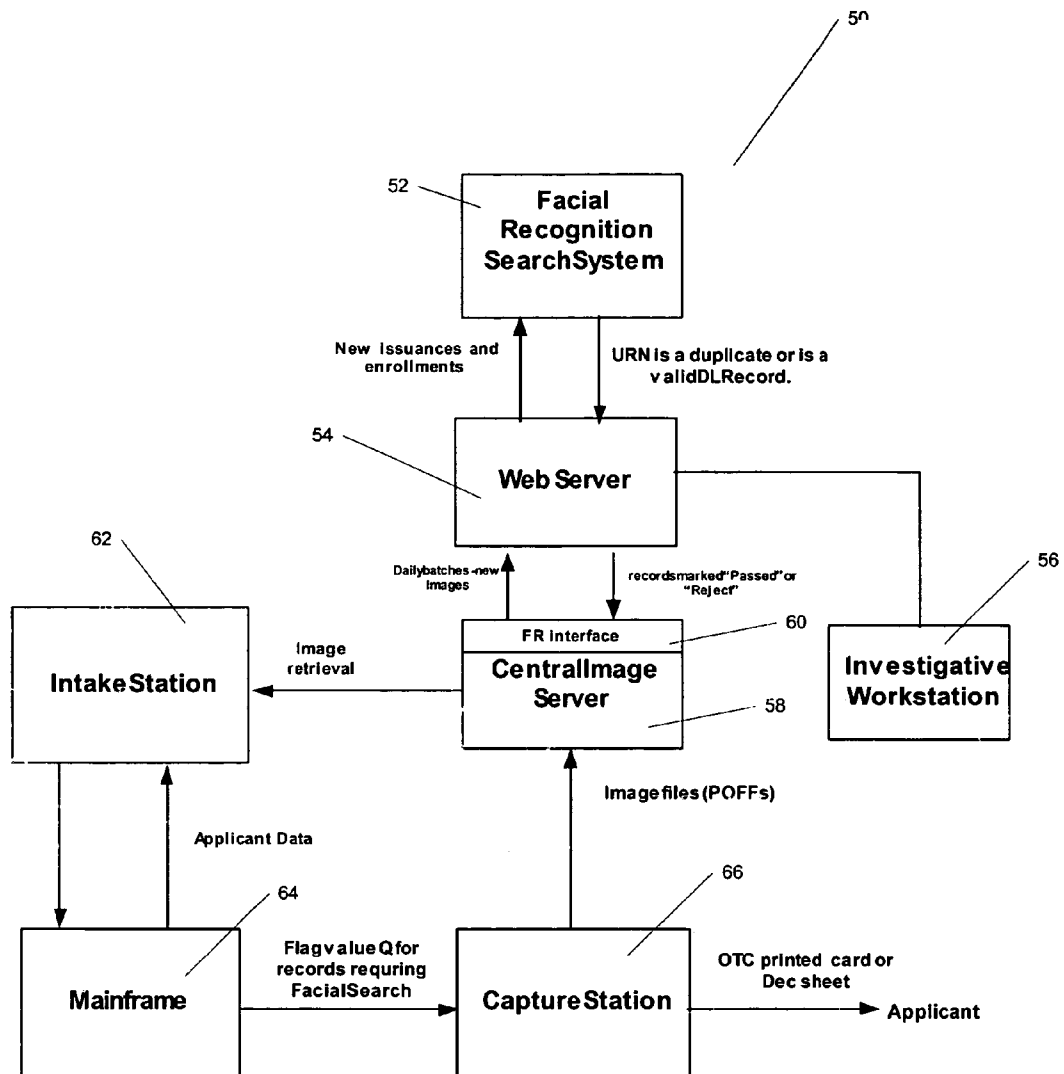 50
52
Facial
Recognition
SearchSystem
New Issuances and
enrollments
URN is a duplicate or is a
validDLRecord.
54
Web Server
62
Dailybatches-new
Images
recordsmarked“Passed”or
“Reject”
56
FR Interface
60
Image
retrieval
IntakeStation
CentralImage
Server
58
Investigative
Workstation
Imagefiles(POFFs)
Applicant Data
64
66
Mainframe
FlagvalueQfor
records requring
FacialSearch
CaptureStation
OTC printed card or
Dec sheet
Applicant